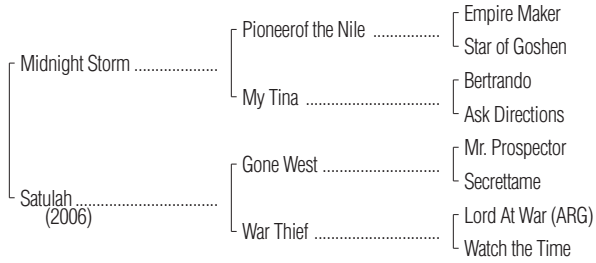 Empire Maker
Pioneerof the Nile ................
Star of Goshen
Midnight Storm ....................
Bertrando
My Tina ................................
Ask Directions
Mr. Prospector
Gone West ............................
Secrettame
Satulah ..................................
(2006)
Lord At War (ARG)
War Thief ..............................
Watch the Time